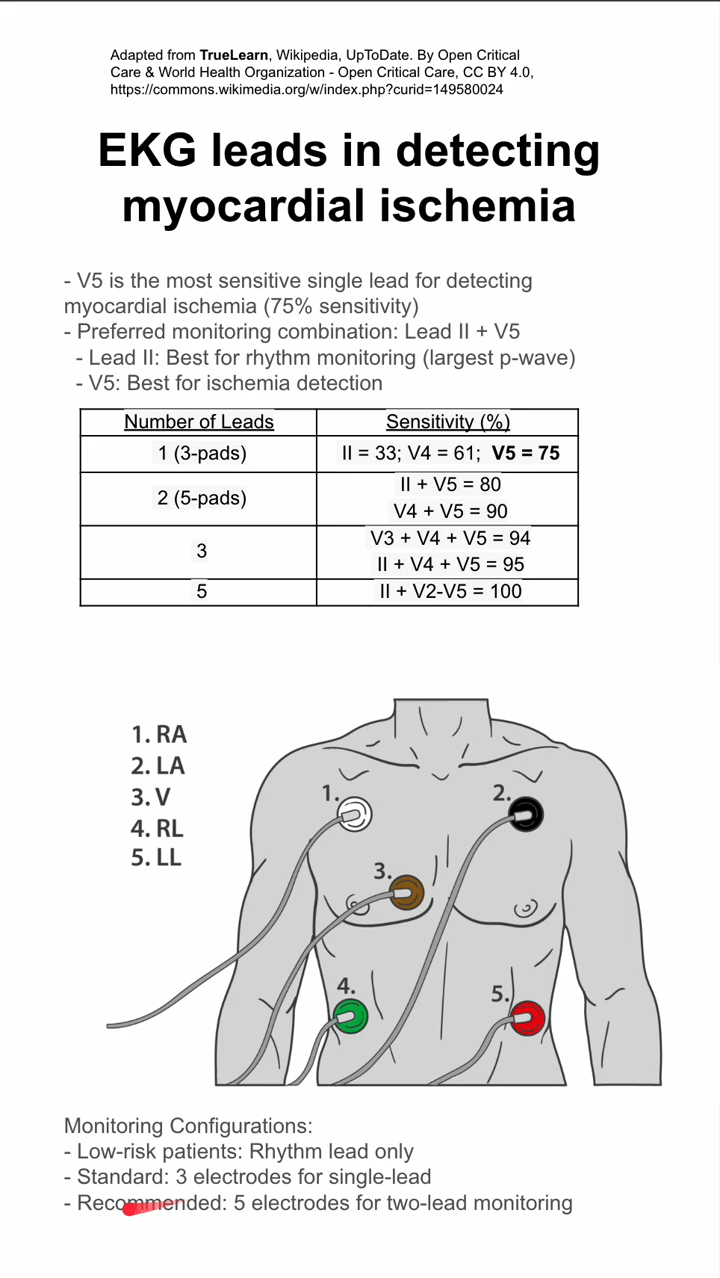 Adapted from TrueLearn, Wikipedia, UpToDate. By Open Critical
Care & World Health Organization - Open Critical Care, CC BY 4.0,
https://commons.wikimedia.org/w/index.php?curid=149580024
EKG leads in detecting
myocardial ischemia
- V5 is the most sensitive single lead for detecting
myocardial ischemia (75% sensitivity)
- Preferred monitoring combination: Lead II + V5
- Lead II: Best for rhythm monitoring (largest p-wave)
- V5: Best for ischemia detection
Number of Leads Sensitivity (%)
1 (3-pads) II = 33; V4 = 61; V5 = 75
2 (5-pads)
II + V5 = 80
V4 + V5 = 90
3
V3 + V4 + V5 = 94
II + V4 + V5 = 95
5 II + V2-V5 = 100
1. RA
2. LA
3. V
4. RL
5. LL
1.
2.
3.
4.
5.
Monitoring Configurations:
- Low-risk patients: Rhythm lead only
- Standard: 3 electrodes for single-lead
- Recommended: 5 electrodes for two-lead monitoring